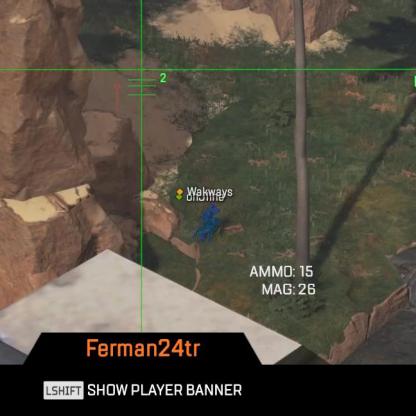 2
Wakways
AMMO: 15
MAG: 26
Ferman24tr
LSHIFT SHOW PLAYER BANNER